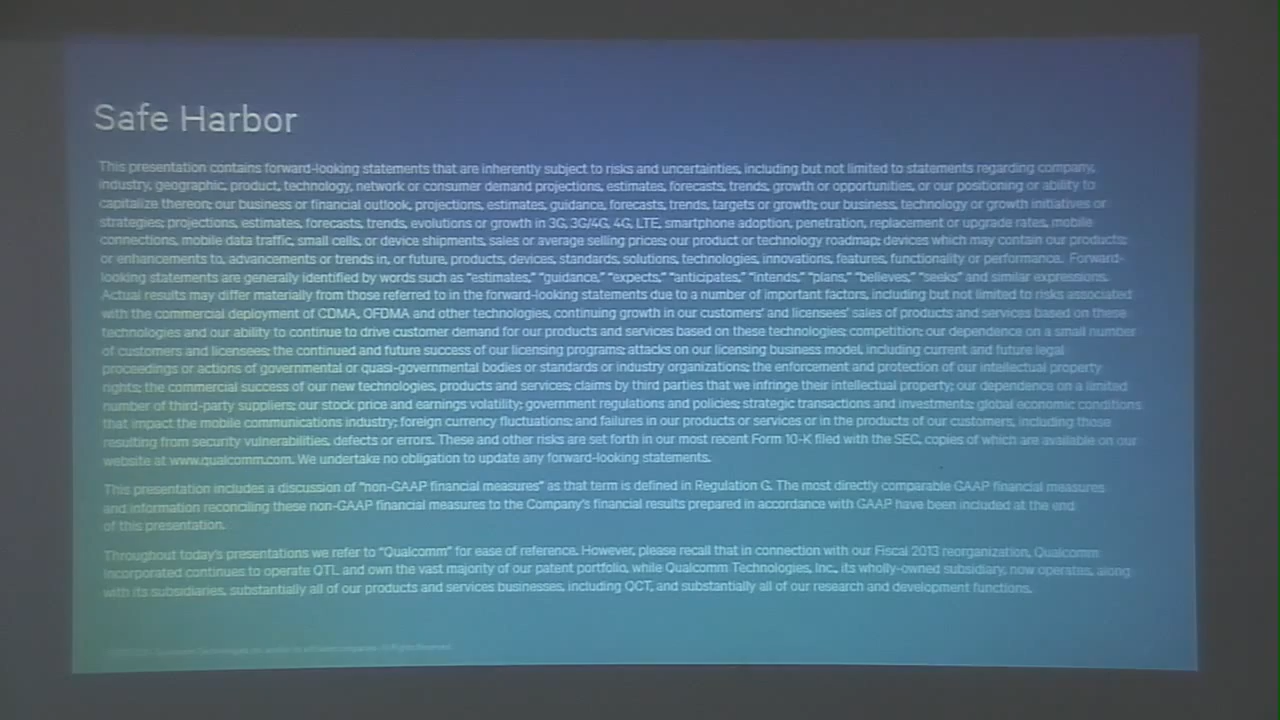 Safe Harbor
This presentation contains forward-looking statements that are inherently subject to risks and uncertainties, including but not limited to statements regarding company,
industry, geographic, product, technology, network or consumer demand projections, estimates, forecasts, trends, growth or opportunities, or our positioning or ability to
capitalize thereon; our business or financial outlook, projections, estimates, guidance, forecasts, trends, targets or growth; our business, technology or growth initiatives or
strategies; projections, estimates, forecasts, trends, evolutions or growth in 3G, 3G/4G, 4G, LTE, smartphone adoption, penetration, replacement or upgrade rates, mobile
connections, mobile data traffic, small cells, or device shipments, sales or average selling prices; our product or technology roadmap; devices which may contain our products;
or enhancements to, advancements or trends in, or future, products, devices, standards, solutions, technologies, innovations, features, functionality or performance. Forward-
looking statements are generally identified by words such as "estimates," "guidance," "expects," "anticipates," "intends," "plans," "believes," "seeks" and similar expressions.
Actual results may differ materially from those referred to in the forward-looking statements due to a number of important factors, including but not limited to risks associated
with the commercial deployment of CDMA, OFDMA and other technologies, continuing growth in our customers' and licensees' sales of products and services based on these
technologies and our ability to continue to drive customer demand for our products and services based on these technologies; competition; our dependence on a small number
of customers and licensees; the continued and future success of our licensing programs; attacks on our licensing business model, including current and future legal
proceedings or actions of governmental or quasi-governmental bodies or standards or industry organizations; the enforcement and protection of our intellectual property
rights; the commercial success of our new technologies, products and services; claims by third parties that we infringe their intellectual property; our dependence on a limited
number of third-party suppliers; our stock price and earnings volatility; government regulations and policies; strategic transactions and investments; global economic conditions
that impact the mobile communications industry; foreign currency fluctuations; and failures in our products or services or in the products of our customers, including those
resulting from security vulnerabilities, defects or errors. These and other risks are set forth in our most recent Form 10-K filed with the SEC, copies of which are available on our
website at www.qualcomm.com. We undertake no obligation to update any forward-looking statements.
This presentation includes a discussion of "non-GAAP financial measures" as that term is defined in Regulation G. The most directly comparable GAAP financial measures
and information reconciling these non-GAAP financial measures to the Company's financial results prepared in accordance with GAAP have been included at the end
of this presentation.
Throughout today's presentations we refer to "Qualcomm" for ease of reference. However, please recall that in connection with our Fiscal 2013 reorganization, Qualcomm
Incorporated continues to operate QTL and own the vast majority of our patent portfolio, while Qualcomm Technologies, Inc., its wholly-owned subsidiary, now operates, along
with its subsidiaries, substantially all of our products and services businesses, including QCT, and substantially all of our research and development functions.
All Rights Reserved.